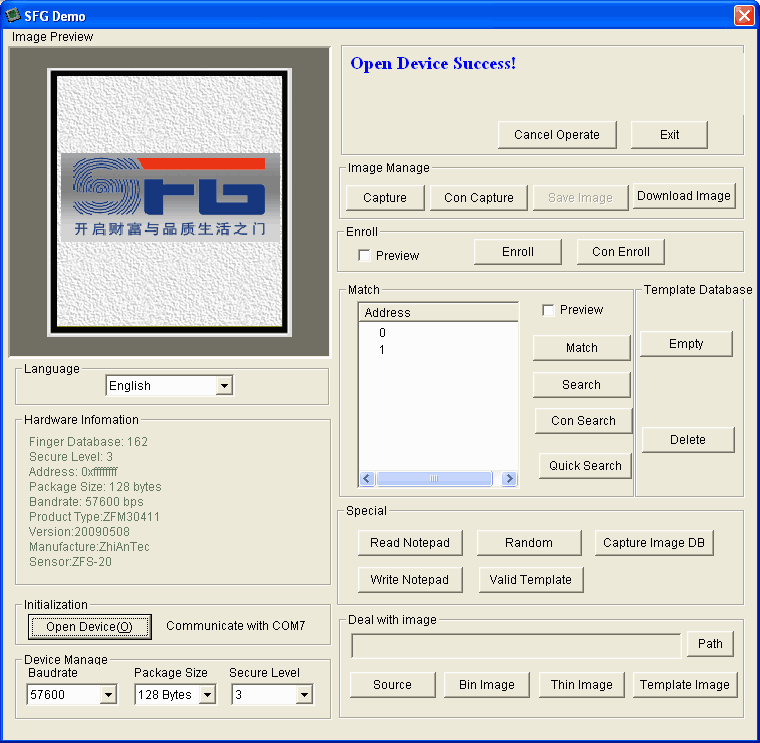 SFG Demo
Image Preview
SFG
开启财富与品质生活之门
Language
English
Hardware Infomation
Finger Database: 162
Secure Level: 3
Address: 0xffffffff
Package Size: 128 bytes
Bandrate: 57600 bps
Product Type:ZFM30411
Version:20090508
Manufacture:ZhiAnTec
Sensor:ZFS-20
Initialization
Open Device(O)
Communicate with COM7
Device Manage
Baudrate Package Size Secure Level
57600 128 Bytes 3
Open Device Success!
Cancel Operate Exit
Image Manage
Capture Con Capture Save Image Download Image
Enroll
Preview Enroll Con Enroll
Match
Address
0
1
Preview
Match
Search
Con Search
Quick Search
Template Database
Empty
Delete
Special
Read Notepad Random Capture Image DB
Write Notepad Valid Template
Deal with image
Path
Source Bin Image Thin Image Template Image